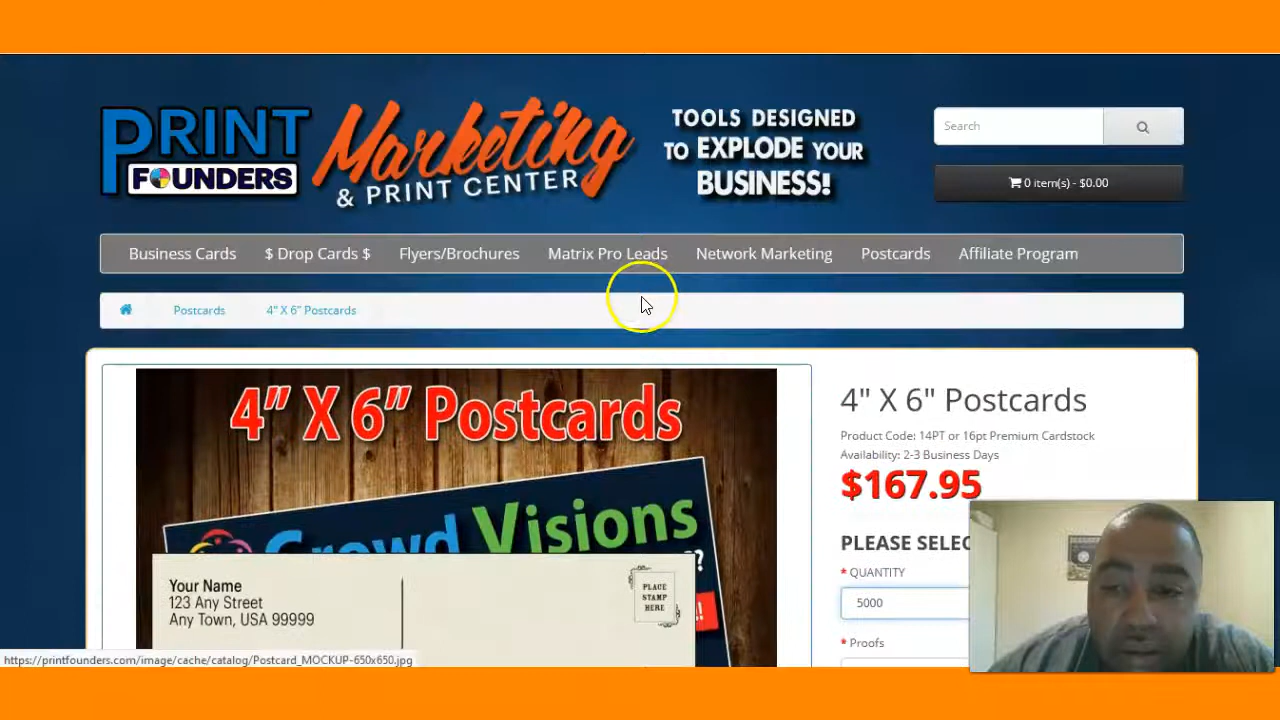 PRINT
FOUNDERS
Marketing
& PRINT CENTER
TOOLS DESIGNED
TO EXPLODE YOUR
BUSINESS!
Search
0 item(s) - $0.00
Business Cards
$ Drop Cards $
Flyers/Brochures
Matrix Pro Leads
Network Marketing
Postcards
Affiliate Program
Postcards
4" X 6" Postcards
4" X 6" Postcards
Crowd Visions
?
!!
Your Name
123 Any Street
Any Town, USA 99999
PLACE
STAMP
HERE
4" X 6" Postcards
Product Code: 14PT or 16pt Premium Cardstock
Availability: 2-3 Business Days
$167.95
PLEASE SELEC
* QUANTITY
5000
* Proofs
https://printfounders.com/image/cache/catalog/Postcard_MOCKUP-650x650.jpg